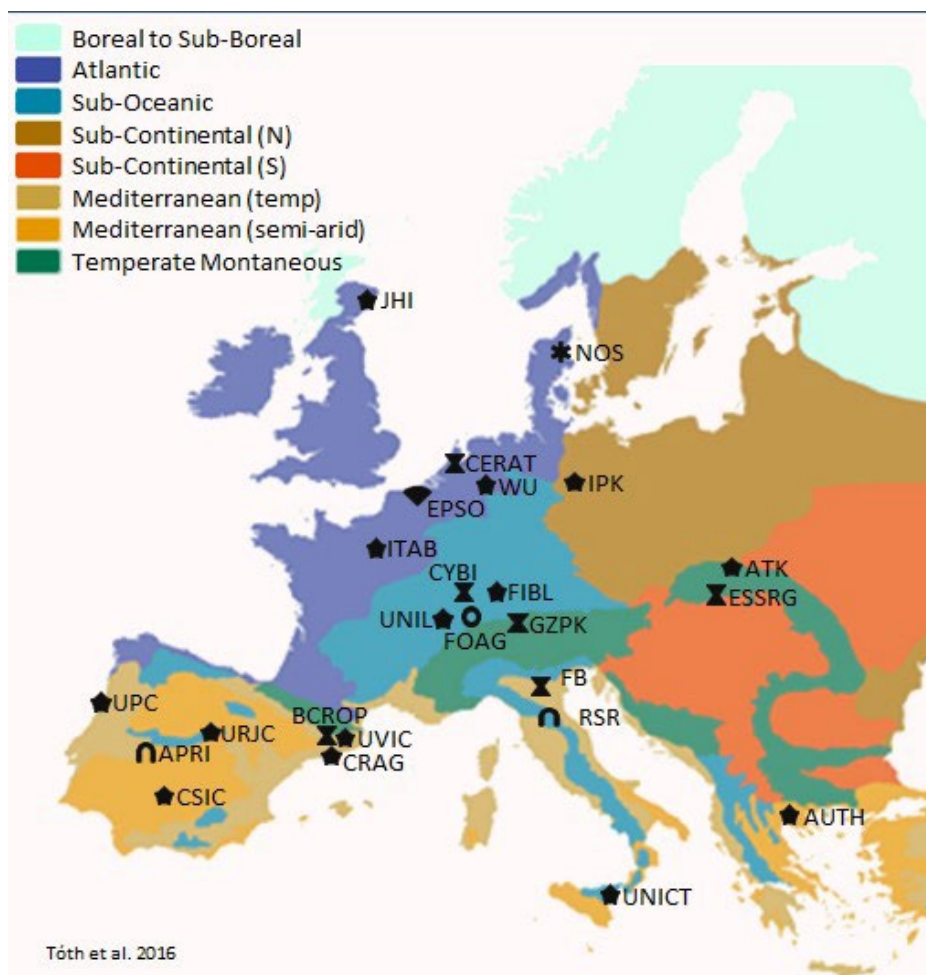 Boreal to Sub-Boreal
Atlantic
Sub-Oceanic
Sub-Continental (N)
Sub-Continental (S)
Mediterranean (temp)
Mediterranean (semi-arid)
Temperate Montaneous
JHI
NOS
CERAT
WU
IPK
EPSO
ITAB
CYBI
FIBL
ATK
ESSRG
UNIL
FOAG
GZPK
FB
UPC
BCROP
RSR
URJC
UVIC
APRI
CRAG
CSIC
AUTH
UNICT
Tóth et al. 2016